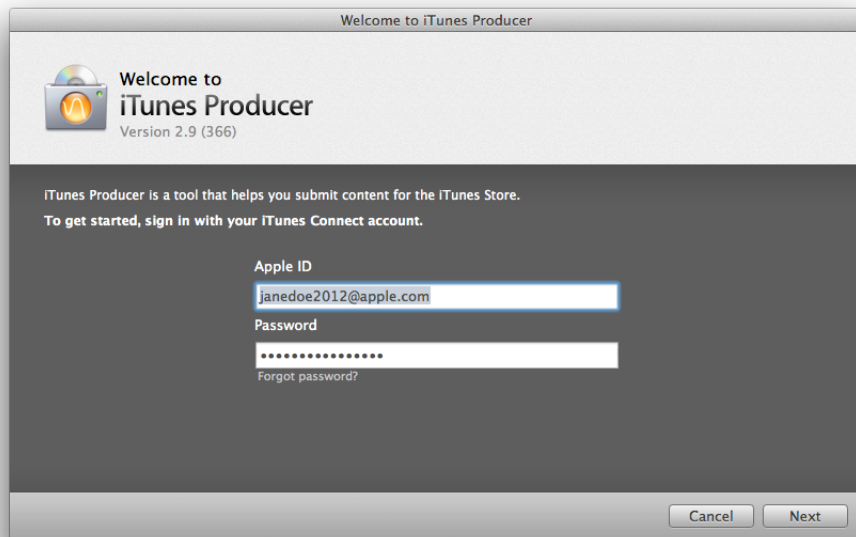 Welcome to iTunes Producer
Welcome to
iTunes Producer
Version 2.9 (366)
iTunes Producer is a tool that helps you submit content for the iTunes Store.
To get started, sign in with your iTunes Connect account.
Apple ID
janedoe2012@apple.com
Password
••••••••••••••••
Forgot password?
Cancel Next